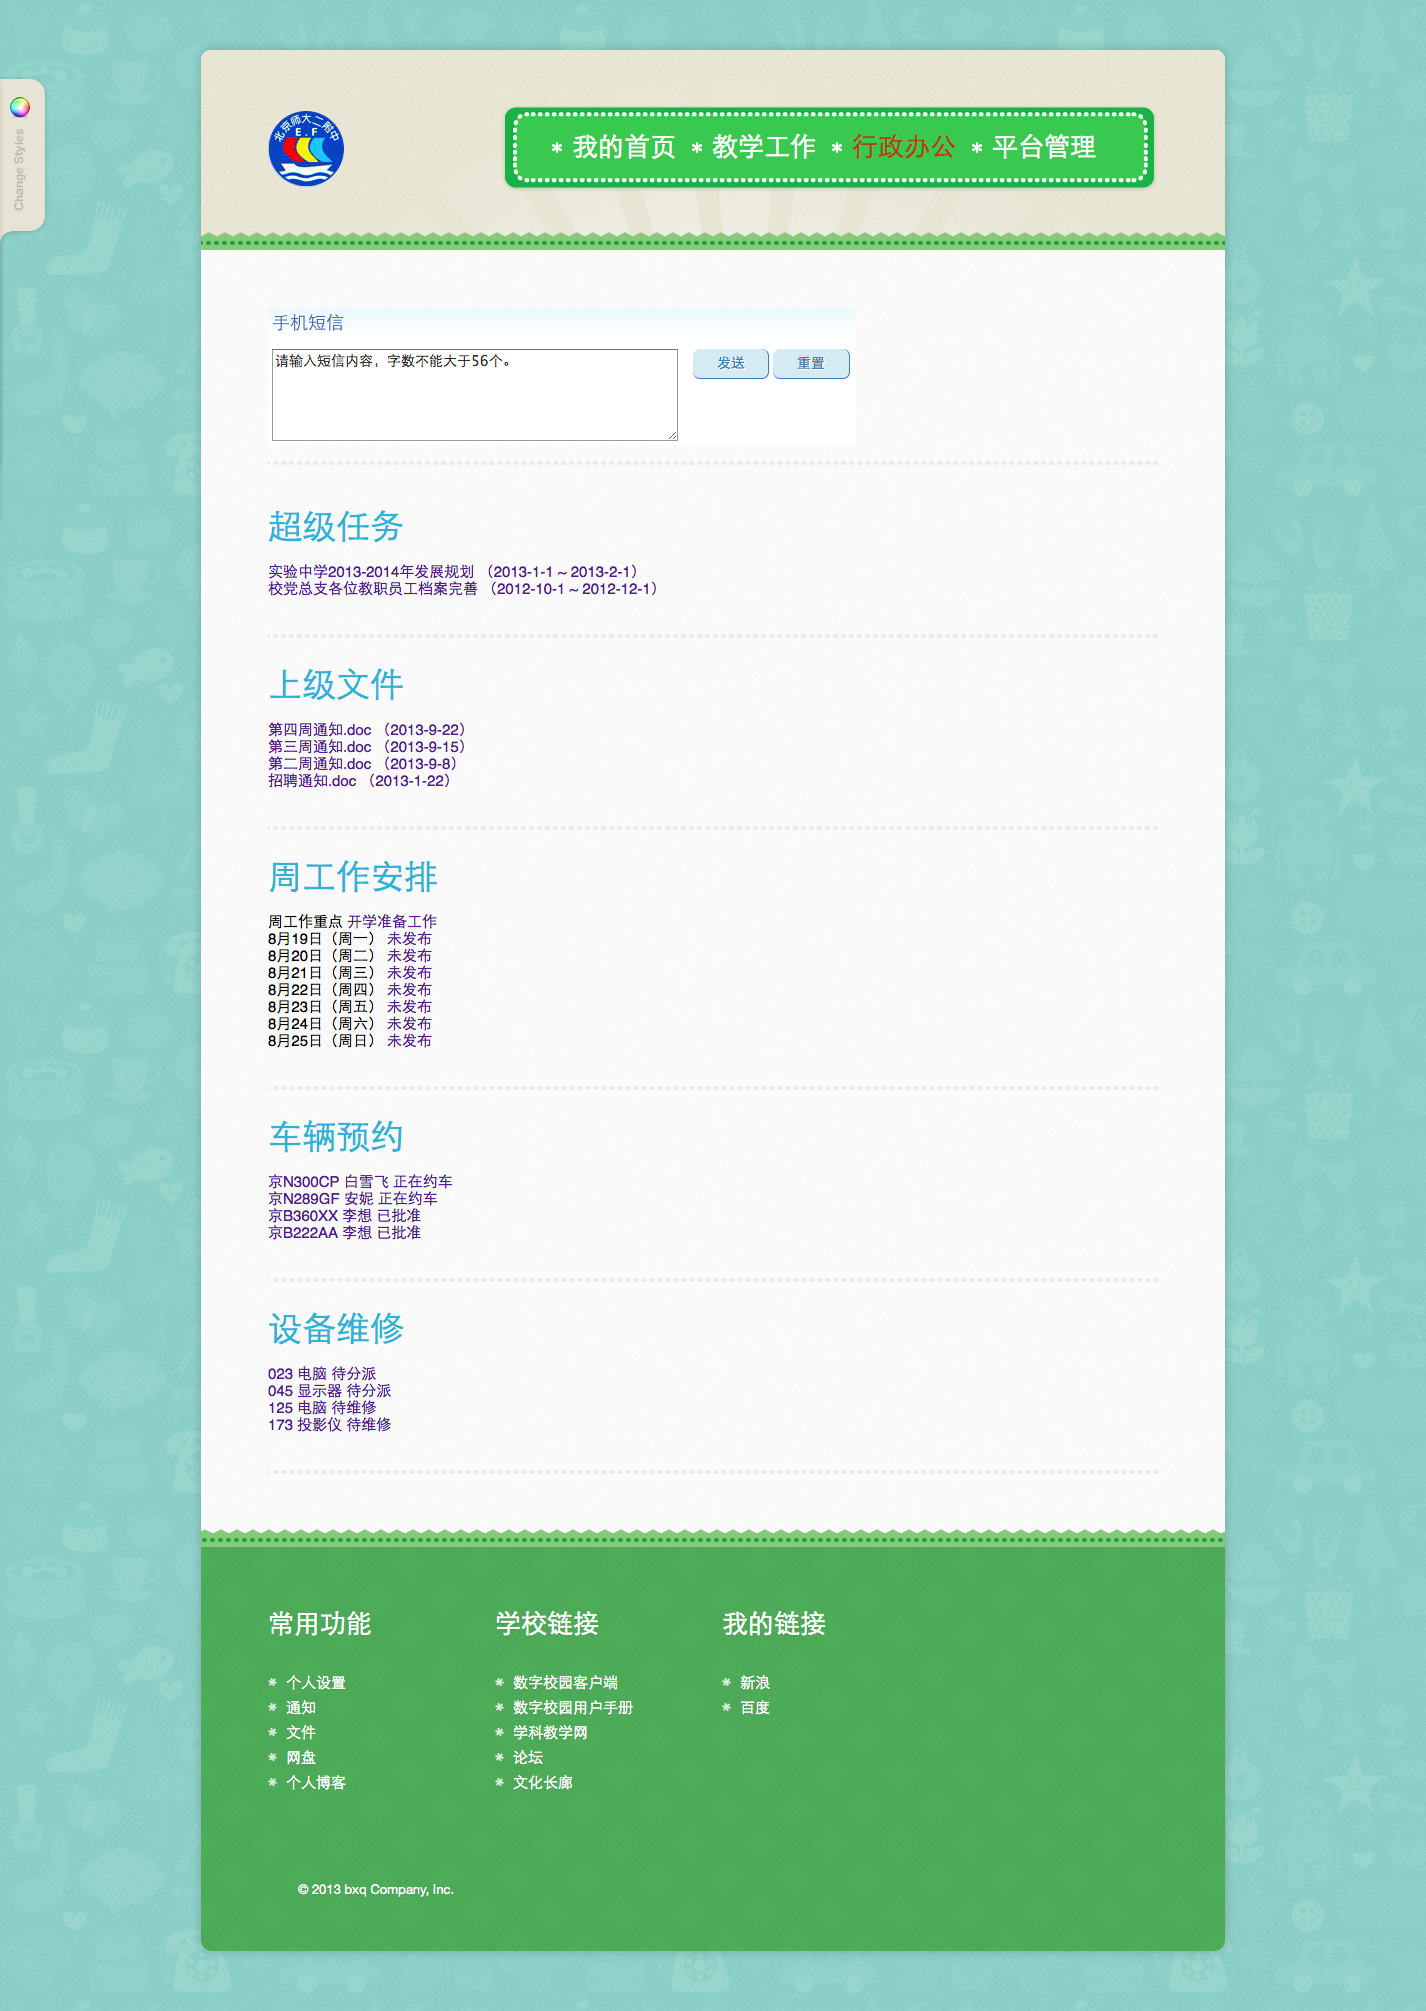 Change Styles
北京师大二附中
E.F
* 我的首页 * 教学工作 * 行政办公 * 平台管理
手机短信
请输入短信内容，字数不能大于56个。
发送 重置
超级任务
实验中学2013-2014年发展规划 （2013-1-1～2013-2-1）
校党总支各位教职员工档案完善 （2012-10-1～2012-12-1）
上级文件
第四周通知.doc （2013-9-22）
第三周通知.doc （2013-9-15）
第二周通知.doc （2013-9-8）
招聘通知.doc （2013-1-22）
周工作安排
周工作重点 开学准备工作
8月19日（周一） 未发布
8月20日（周二） 未发布
8月21日（周三） 未发布
8月22日（周四） 未发布
8月23日（周五） 未发布
8月24日（周六） 未发布
8月25日（周日） 未发布
车辆预约
京N300CP 白雪飞 正在约车
京N289GF 安妮 正在约车
京B360XX 李想 已批准
京B222AA 李想 已批准
设备维修
023 电脑 待分派
045 显示器 待分派
125 电脑 待维修
173 投影仪 待维修
常用功能
个人设置
通知
文件
网盘
个人博客
学校链接
数字校园客户端
数字校园用户手册
学科教学网
论坛
文化长廊
我的链接
新浪
百度
© 2013 bxq Company, Inc.